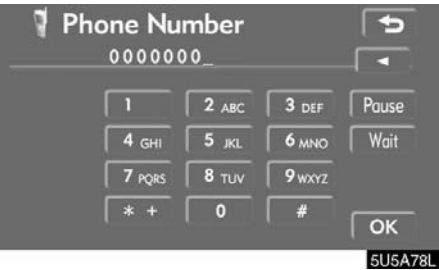 Phone Number
0000000_
1 2 ABC 3 DEF Pause
4 GHI 5 JKL 6 MNO Wait
7 PQRS 8 TUV 9 WXYZ
* + 0 #
OK
5U5A78L